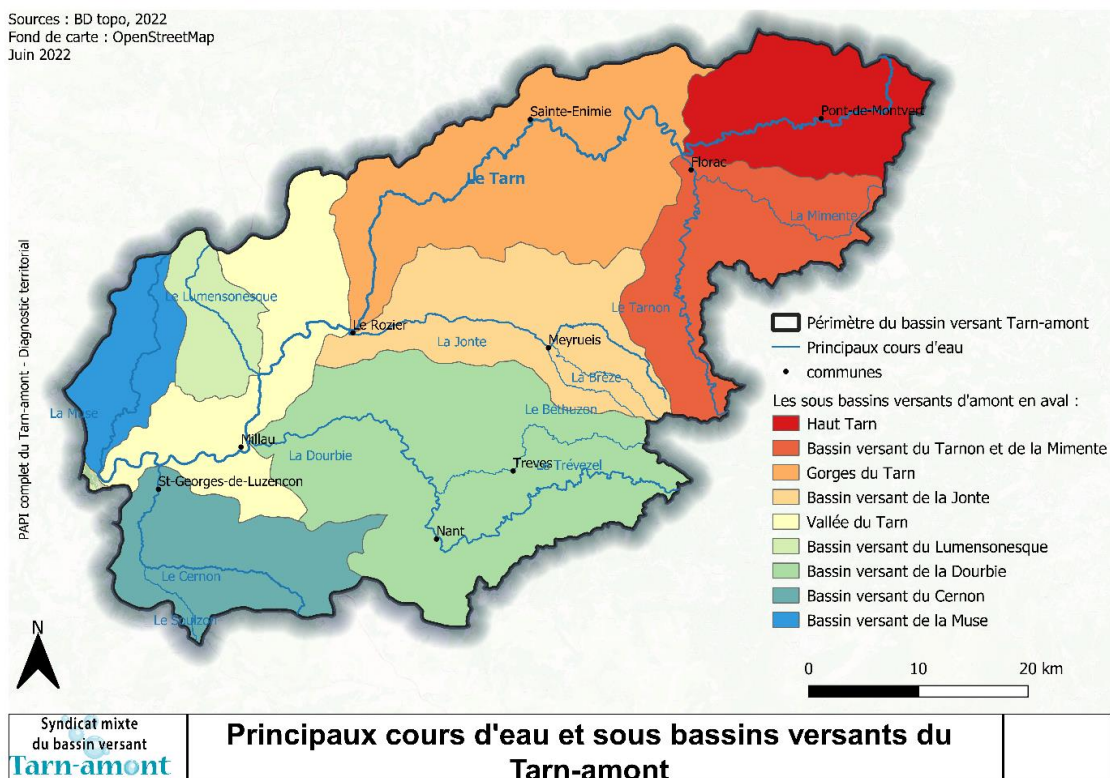 Sources : BD topo, 2022
Fond de carte : OpenStreetMap
Juin 2022
PAPI complet du Tarn-amont - Diagnostic territorial
Pont-de-Montvert
Sainte-Enimie
Florac
Le Tarn
La Mimente
Le Lumensonesque
Le Tarnon
Le Rozier
La Jonte
Meyrueis
La Brèze
Le Béthuzon
La Muse
Millau
La Dourbie
Treves
Le Trévezel
St-Georges-de-Luzencon
Nant
Le Cernon
Le Soulzon
Périmètre du bassin versant Tarn-amont
Principaux cours d'eau
communes
Les sous bassins versants d'amont en aval :
Haut Tarn
Bassin versant du Tarnon et de la Mimente
Gorges du Tarn
Bassin versant de la Jonte
Vallée du Tarn
Bassin versant du Lumensonesque
Bassin versant de la Dourbie
Bassin versant du Cernon
Bassin versant de la Muse
N
0 10 20 km
Syndicat mixte
du bassin versant
Tarn-amont
Principaux cours d'eau et sous bassins versants du
Tarn-amont